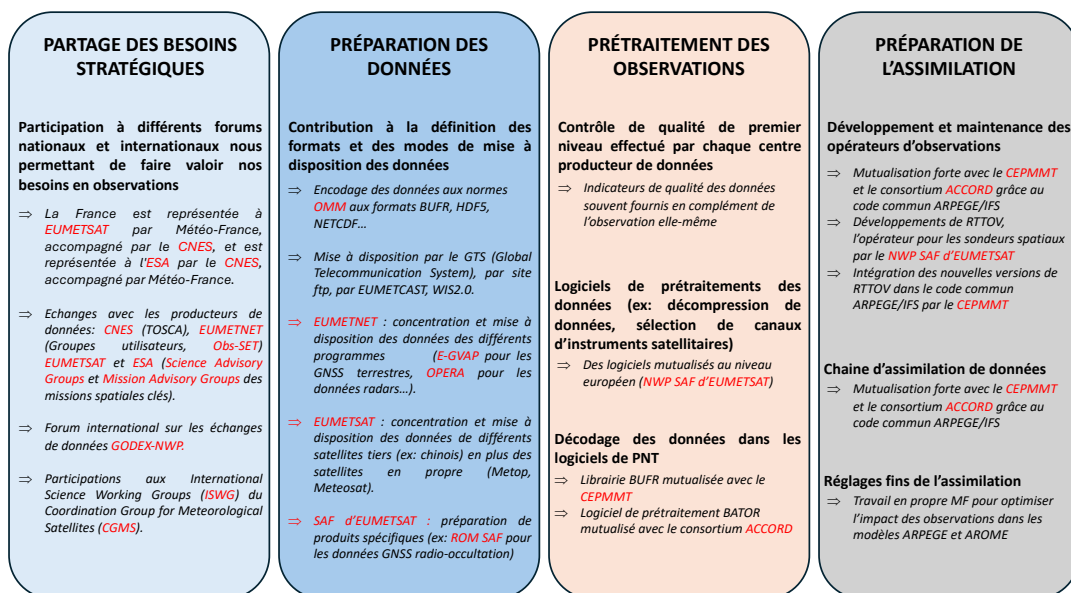 PARTAGE DES BESOINS
STRATÉGIQUES
Participation à différents forums
nationaux et internationaux nous
permettant de faire valoir nos
besoins en observations
⇒ La France est représentée à
EUMETSAT par Météo-France,
accompagné par le CNES, et est
représentée à l'ESA par le CNES,
accompagné par Météo-France.
⇒ Echanges avec les producteurs de
données: CNES (TOSCA), EUMETNET
(Groupes utilisateurs, Obs-SET)
EUMETSAT et ESA (Science Advisory
Groups et Mission Advisory Groups des
missions spatiales clés).
⇒ Forum international sur les échanges
de données GODEX-NWP.
⇒ Participations aux International
Science Working Groups (ISWG) du
Coordination Group for Meteorological
Satellites (CGMS).
PRÉPARATION DES
DONNÉES
Contribution à la définition des
formats et des modes de mise à
disposition des données
⇒ Encodage des données aux normes
OMM aux formats BUFR, HDF5,
NETCDF…
⇒ Mise à disposition par le GTS (Global
Telecommunication System), par site
ftp, par EUMETCAST, WIS2.0.
⇒ EUMETNET : concentration et mise à
disposition des données des différents
programmes (E-GVAP pour les
GNSS terrestres, OPERA pour les
données radars…).
⇒ EUMETSAT : concentration et mise à
disposition des données de différents
satellites tiers (ex: chinois) en plus des
satellites en propre (Metop,
Meteosat).
⇒ SAF d'EUMETSAT : préparation de
produits spécifiques (ex: ROM SAF pour
les données GNSS radio-occultation)
PRÉTRAITEMENT DES
OBSERVATIONS
Contrôle de qualité de premier
niveau effectué par chaque centre
producteur de données
⇒ Indicateurs de qualité des données
souvent fournis en complément de
l'observation elle-même
Logiciels de prétraitements des
données (ex: décompression de
données, sélection de canaux
d'instruments satellitaires)
⇒ Des logiciels mutualisés au niveau
européen (NWP SAF d'EUMETSAT)
Décodage des données dans les
logiciels de PNT
⇒ Librairie BUFR mutualisée avec le
CEPMMT
⇒ Logiciel de prétraitement BATOR
mutualisé avec le consortium ACCORD
PRÉPARATION DE
L'ASSIMILATION
Développement et maintenance des
opérateurs d'observations
⇒ Mutualisation forte avec le CEPMMT
et le consortium ACCORD grâce au
code commun ARPEGE/IFS
⇒ Développements de RTTOV,
l'opérateur pour les sondeurs spatiaux
par le NWP SAF d'EUMETSAT
⇒ Intégration des nouvelles versions de
RTTOV dans le code commun
ARPEGE/IFS par le CEPMMT
Chaine d'assimilation de données
⇒ Mutualisation forte avec le CEPMMT
et le consortium ACCORD grâce au
code commun ARPEGE/IFS
Réglages fins de l'assimilation
⇒ Travail en propre MF pour optimiser
l'impact des observations dans les
modèles ARPEGE et AROME